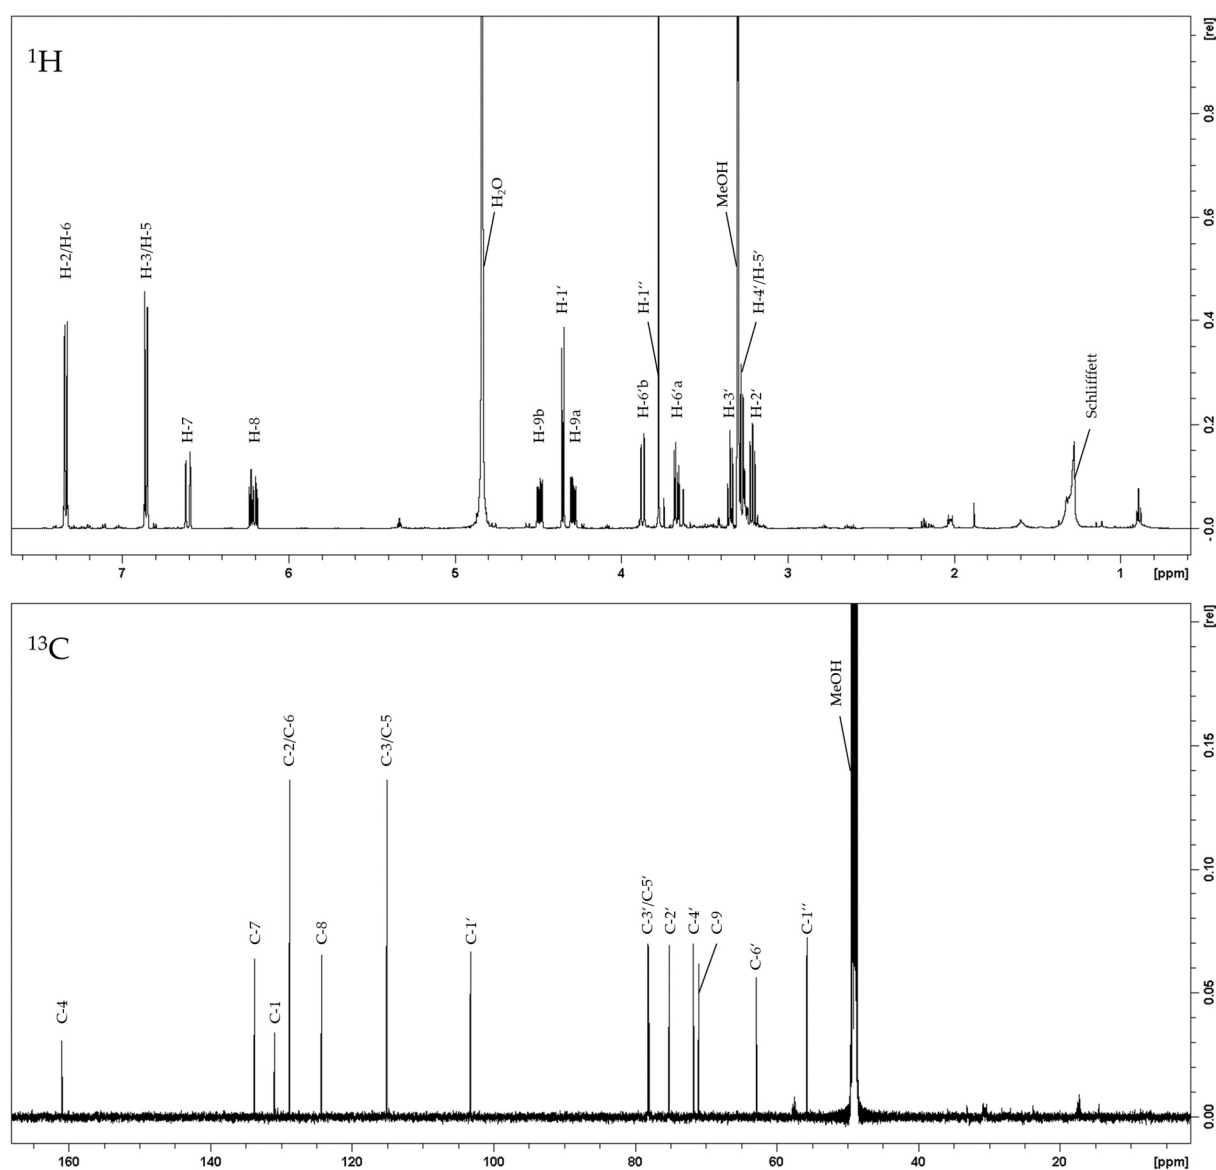 ¹H
H-2/H-6
H-3/H-5
H-7
H-8
H₂O
H-9b
H-1′
H-9a
H-6′b
H-1′′
H-6′a
MeOH
H-3′
H-4′/H-5′
H-2′
Schlifffett
[rel]
0.8
0.6
0.4
0.2
- 0.0
7 6 5 4 3 2 1 [ppm]
¹³C
C-4
C-7
C-1
C-2/C-6
C-8
C-3/C-5
C-1′
C-3′/C-5′
C-2′
C-4′
C-9
C-6′
C-1′′
MeOH
[rel]
0.15
0.10
0.05
0.00
160 140 120 100 80 60 40 20 [ppm]